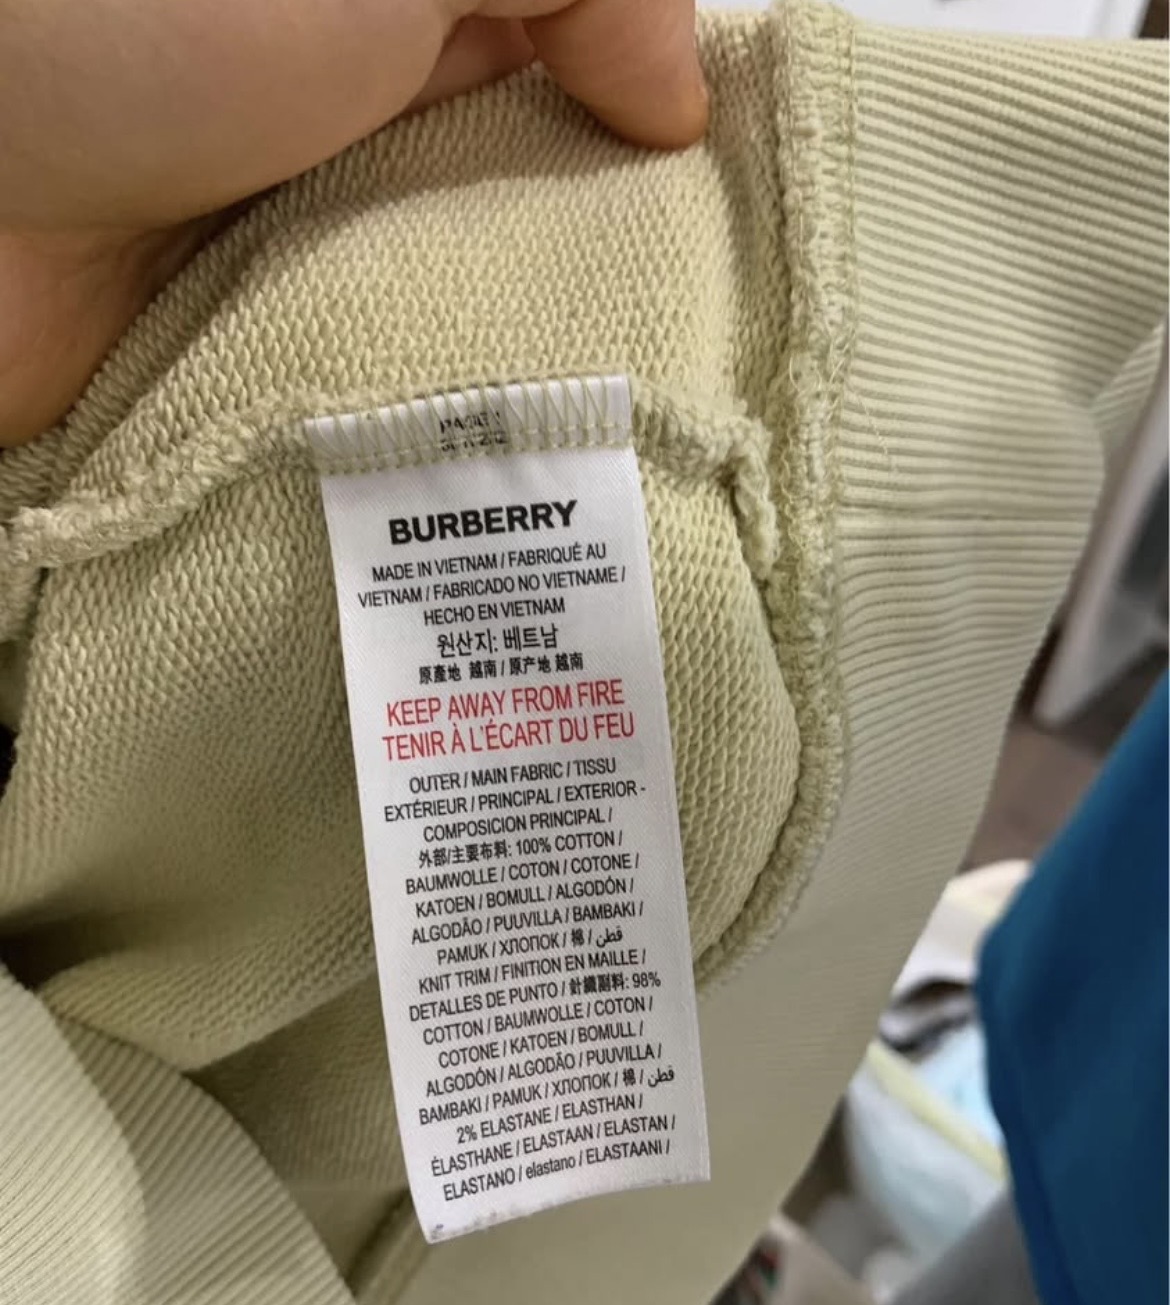 BURBERRY
MADE IN VIETNAM / FABRIQUÉ AU
VIETNAM / FABRICADO NO VIETNAME /
HECHO EN VIETNAM
원산지: 베트남
原產地 越南 / 原产地 越南
KEEP AWAY FROM FIRE
TENIR À L'ÉCART DU FEU
OUTER / MAIN FABRIC / TISSU
EXTÉRIEUR / PRINCIPAL / EXTERIOR -
COMPOSICION PRINCIPAL /
外部/主要布料: 100% COTTON /
BAUMWOLLE / COTON / COTONE /
KATOEN / BOMULL / ALGODÓN /
ALGODÃO / PUUVILLA / BAMBAKI /
PAMUK / ХЛОПОК / 棉 / قطن
KNIT TRIM / FINITION EN MAILLE /
DETALLES DE PUNTO / 針織副料: 98%
COTTON / BAUMWOLLE / COTON /
COTONE / KATOEN / BOMULL /
ALGODÓN / ALGODÃO / PUUVILLA /
BAMBAKI / PAMUK / ХЛОПОК / 棉 / قطن
2% ELASTANE / ELASTHAN /
ÉLASTHANE / ELASTAAN / ELASTAN /
ELASTANO / elastano / ELASTAANI /